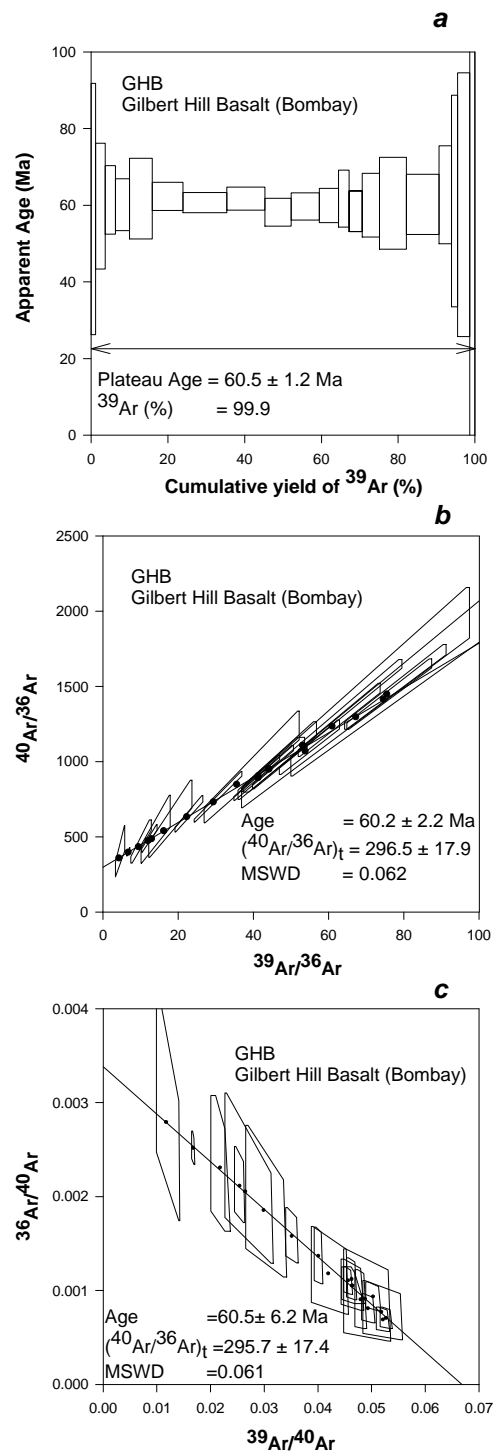 a
GHB
Gilbert Hill Basalt (Bombay)
100
80
60
40
20
0
Apparent Age (Ma)
Plateau Age = 60.5 ± 1.2 Ma
39Ar (%) = 99.9
0 20 40 60 80 100
Cumulative yield of 39Ar (%)
b
GHB
Gilbert Hill Basalt (Bombay)
2500
2000
1500
1000
500
0
40Ar/36Ar
Age = 60.2 ± 2.2 Ma
(40Ar/36Ar)t = 296.5 ± 17.9
MSWD = 0.062
0 20 40 60 80 100
39Ar/36Ar
c
GHB
Gilbert Hill Basalt (Bombay)
0.004
0.003
0.002
0.001
0.000
36Ar/40Ar
Age =60.5± 6.2 Ma
(40Ar/36Ar)t = 295.7 ± 17.4
MSWD =0.061
0.00 0.01 0.02 0.03 0.04 0.05 0.06 0.07
39Ar/40Ar